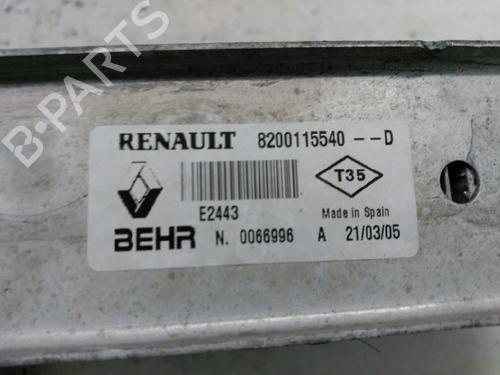 RENAULT 8200115540 --D
T35
E2443
Made in Spain
BEHR N. 0066996 A 21/03/05
B-PARTS